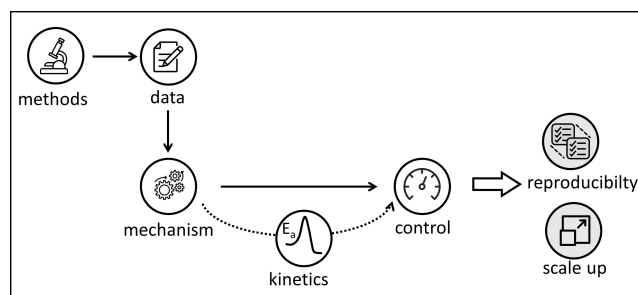 methods
data
mechanism
Ea
kinetics
control
reproducibilty
scale up